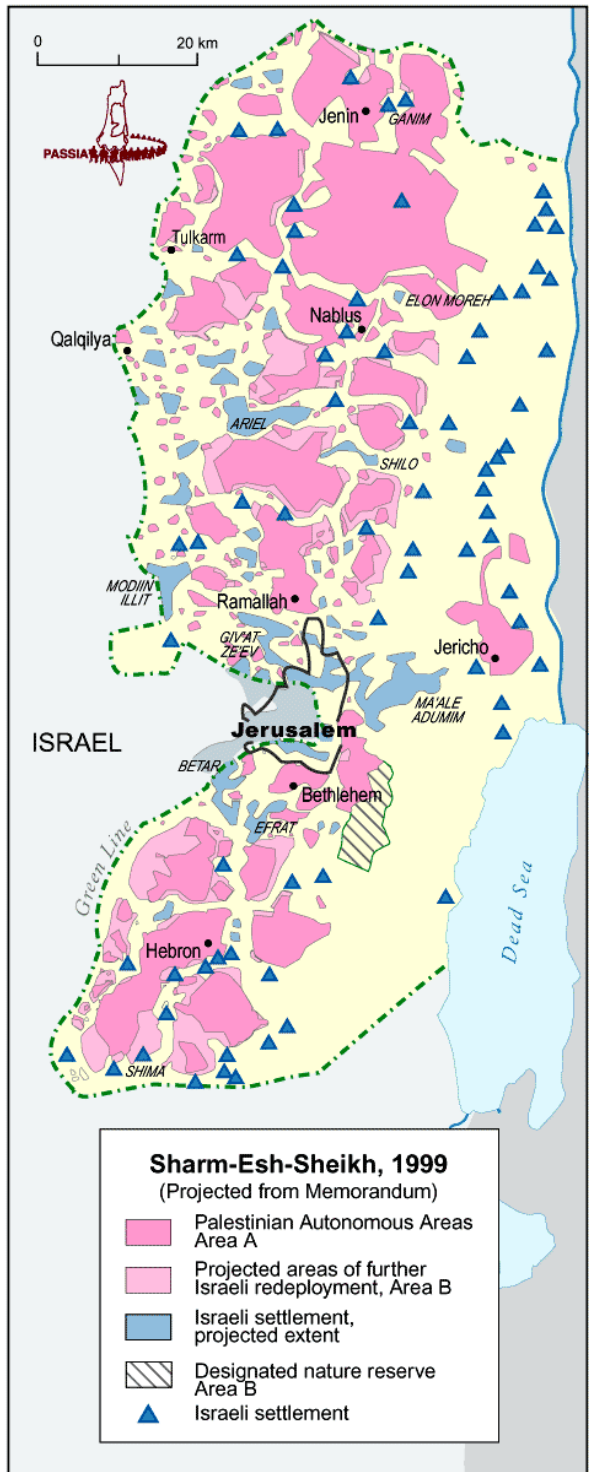 0 20 km
PASSIA
Jenin
GANIM
Tulkarm
ELON MOREH
Nablus
Qalqilya
ARIEL
SHILO
MODIIN
ILLIT
Ramallah
GIV'AT
ZE'EV
Jericho
MA'ALE
ADUMIM
Jerusalem
ISRAEL
BETAR
Bethlehem
EFRAT
Green Line
Dead Sea
Hebron
SHIMA
Sharm-Esh-Sheikh, 1999
(Projected from Memorandum)
Palestinian Autonomous Areas
Area A
Projected areas of further
Israeli redeployment, Area B
Israeli settlement,
projected extent
Designated nature reserve
Area B
Israeli settlement